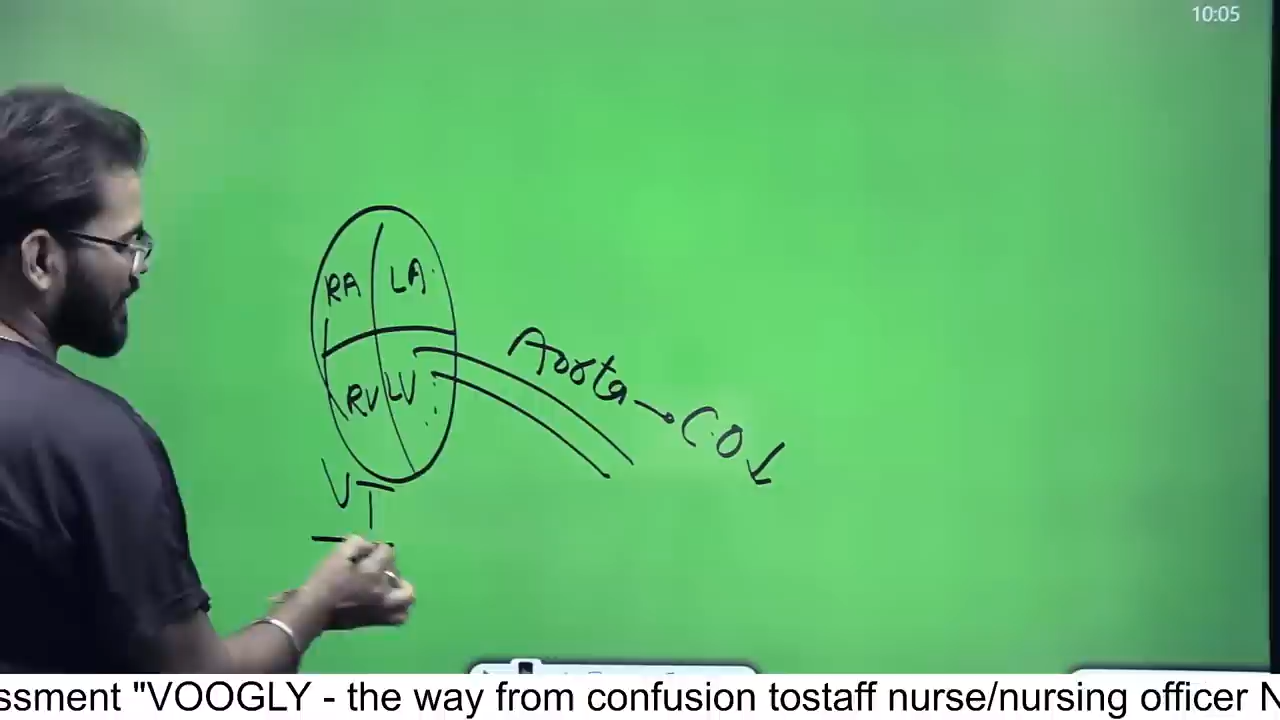 10:05
RA LA
RV LV
Aorta → C.O ↓
VT
ssment "VOOGLY - the way from confusion tostaff nurse/nursing officer N